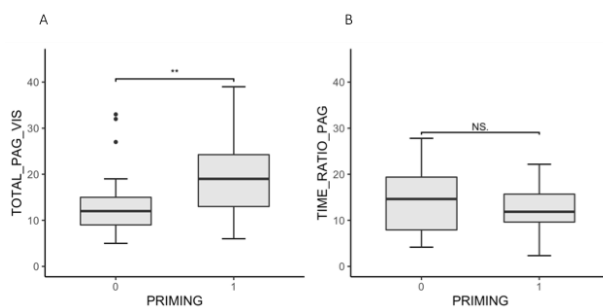 A
TOTAL_PAG_VIS
40
30
20
10
0
**
0
1
PRIMING
B
TIME_RATIO_PAG
40
30
20
10
0
NS.
0
1
PRIMING